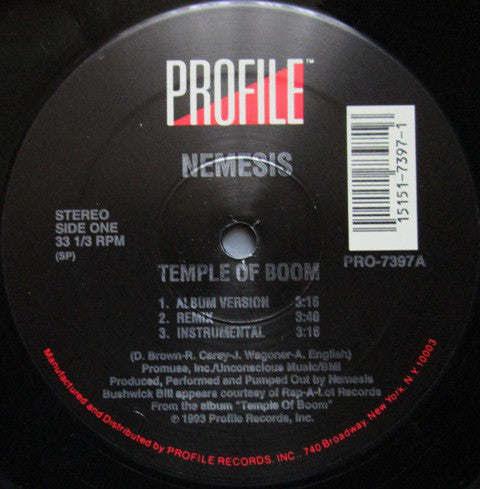 PROFILE™
NEMESIS
15151-7397-1
STEREO
SIDE ONE
33 1/3 RPM
(SP)
PRO-7397A
TEMPLE OF BOOM
1. ALBUM VERSION 3:16
2. REMIX 3:40
3. INSTRUMENTAL 3:16
(D. Brown-R. Carey-J. Wagoner-A. English)
Promuse, Inc./Unconscious Music/BMI
Produced, Performed and Pumped Out by Nemesis
Bushwick Bill appears courtesy of Rap-A-Lot Records
From the album "Temple Of Boom"
℗ 1993 Profile Records, Inc.
Manufactured and Distributed by PROFILE RECORDS. INC., 740 Broadway, New York, N.Y. 10003